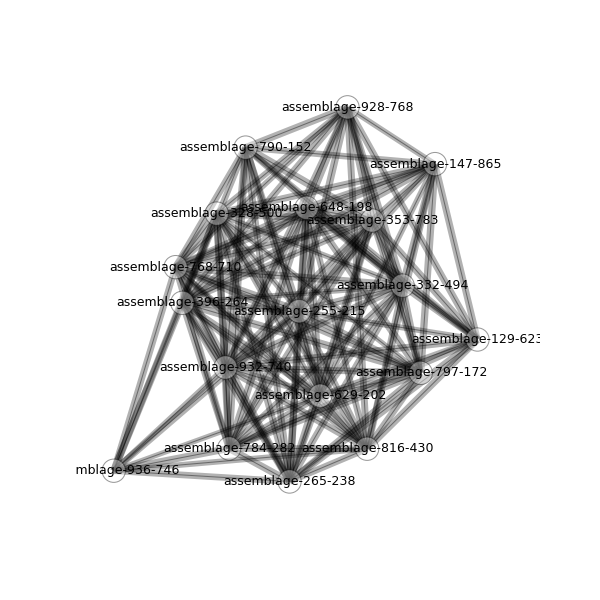 assemblage-928-768
assemblage-790-152
assemblage-147-865
assemblage-648-198
assemblage-328-500
assemblage-353-783
assemblage-768-710
assemblage-332-494
assemblage-396-264
assemblage-255-215
assemblage-129-623
assemblage-932-740
assemblage-797-172
assemblage-629-202
assemblage-784-282
assemblage-816-430
mblage-936-746
assemblage-265-238